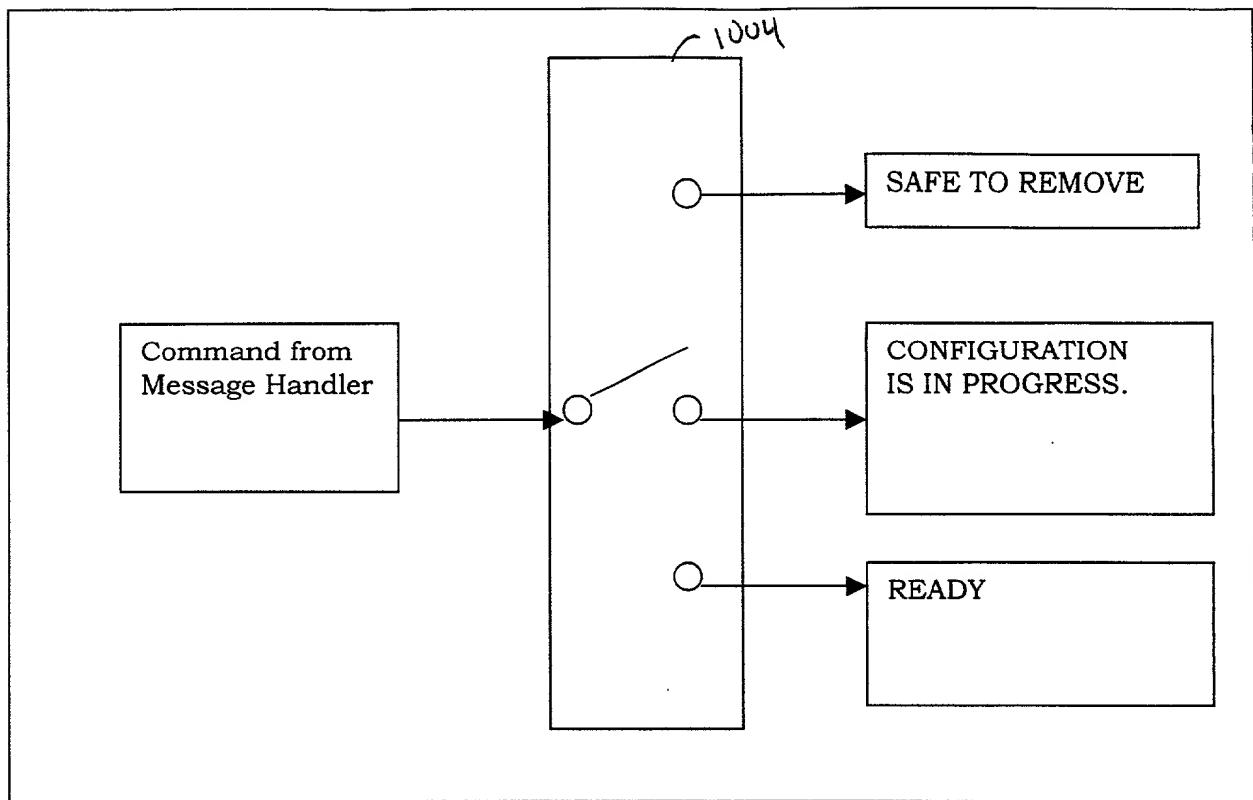 1004
SAFE TO REMOVE
Command from
Message Handler
CONFIGURATION
IS IN PROGRESS.
READY